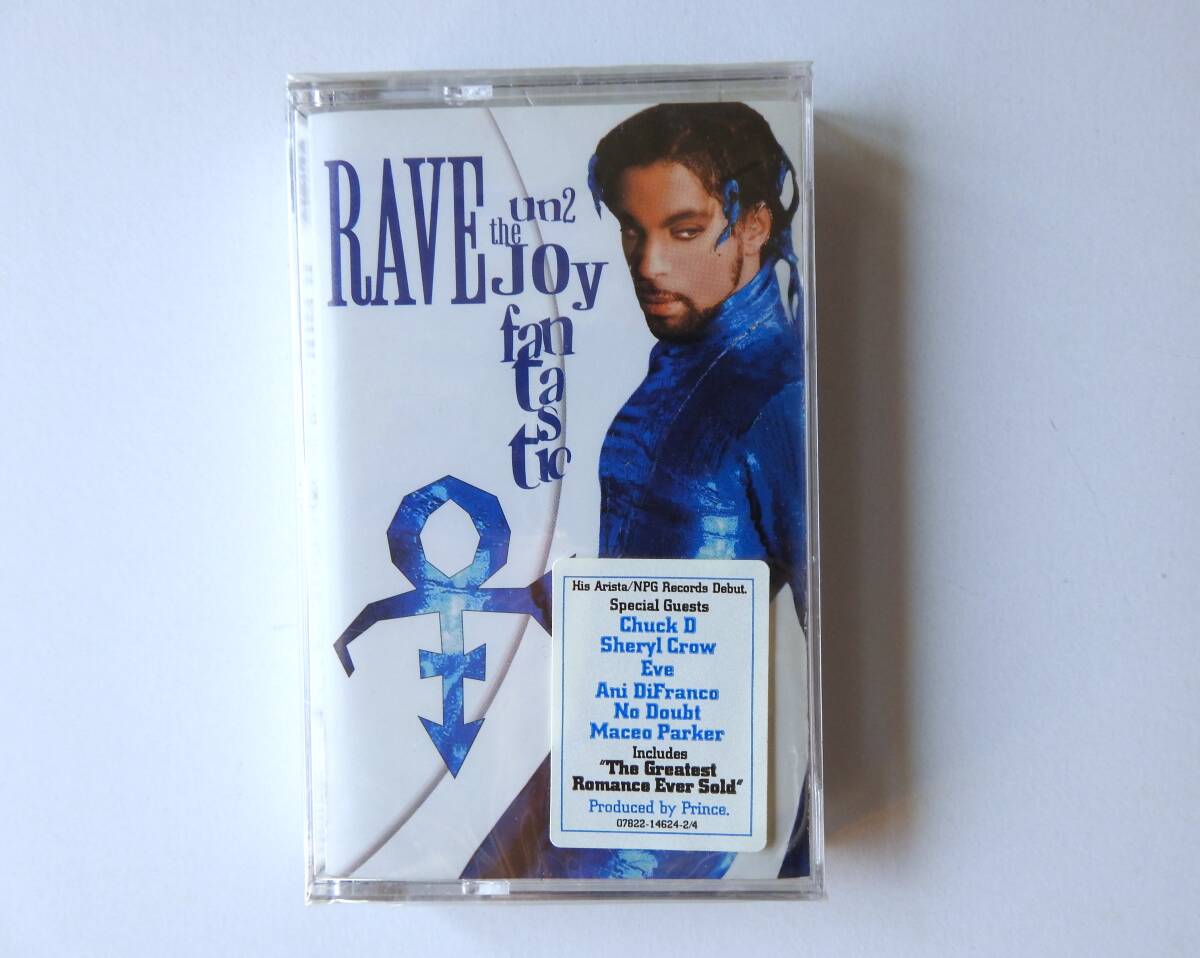 RAVE
un2
the
Joy
fan
ta
s
tic
His Arista/NPG Records Debut.
Special Guests
Chuck D
Sheryl Crow
Eve
Ani DiFranco
No Doubt
Maceo Parker
Includes
"The Greatest
Romance Ever Sold"
Produced by Prince.
07822-14624-2/4